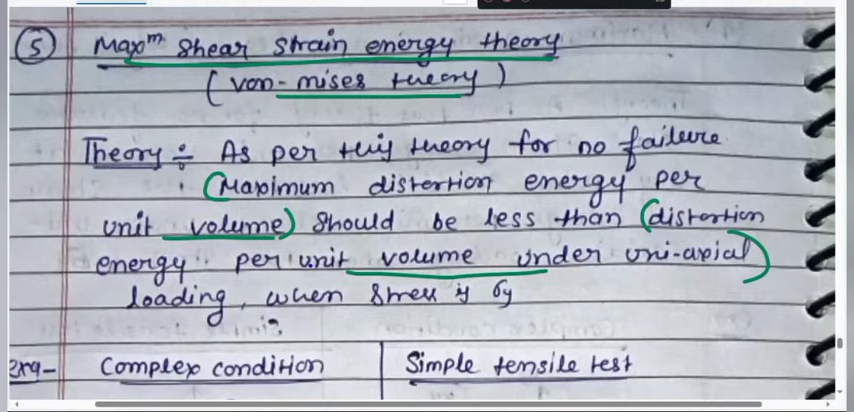 ⑤ Maxᵐ shear strain energy theory
( von-mises theory )
Theory ÷ As per this theory for no failure
(Maximum distortion energy per
unit volume) should be less than (distortion
energy per unit volume under uni-axial)
loading, when stress is σy
Complex condition | Simple tensile test